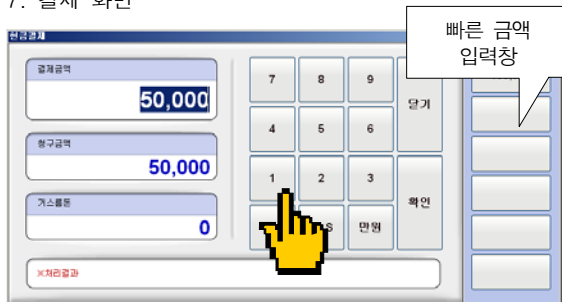 7. 결제 화면
현금결제
빠른 금액
입력창
결제금액
50,000
청구금액
50,000
거스름돈
0
7 8 9 닫기
4 5 6
1 2 3 확인
S 만원
※처리결과